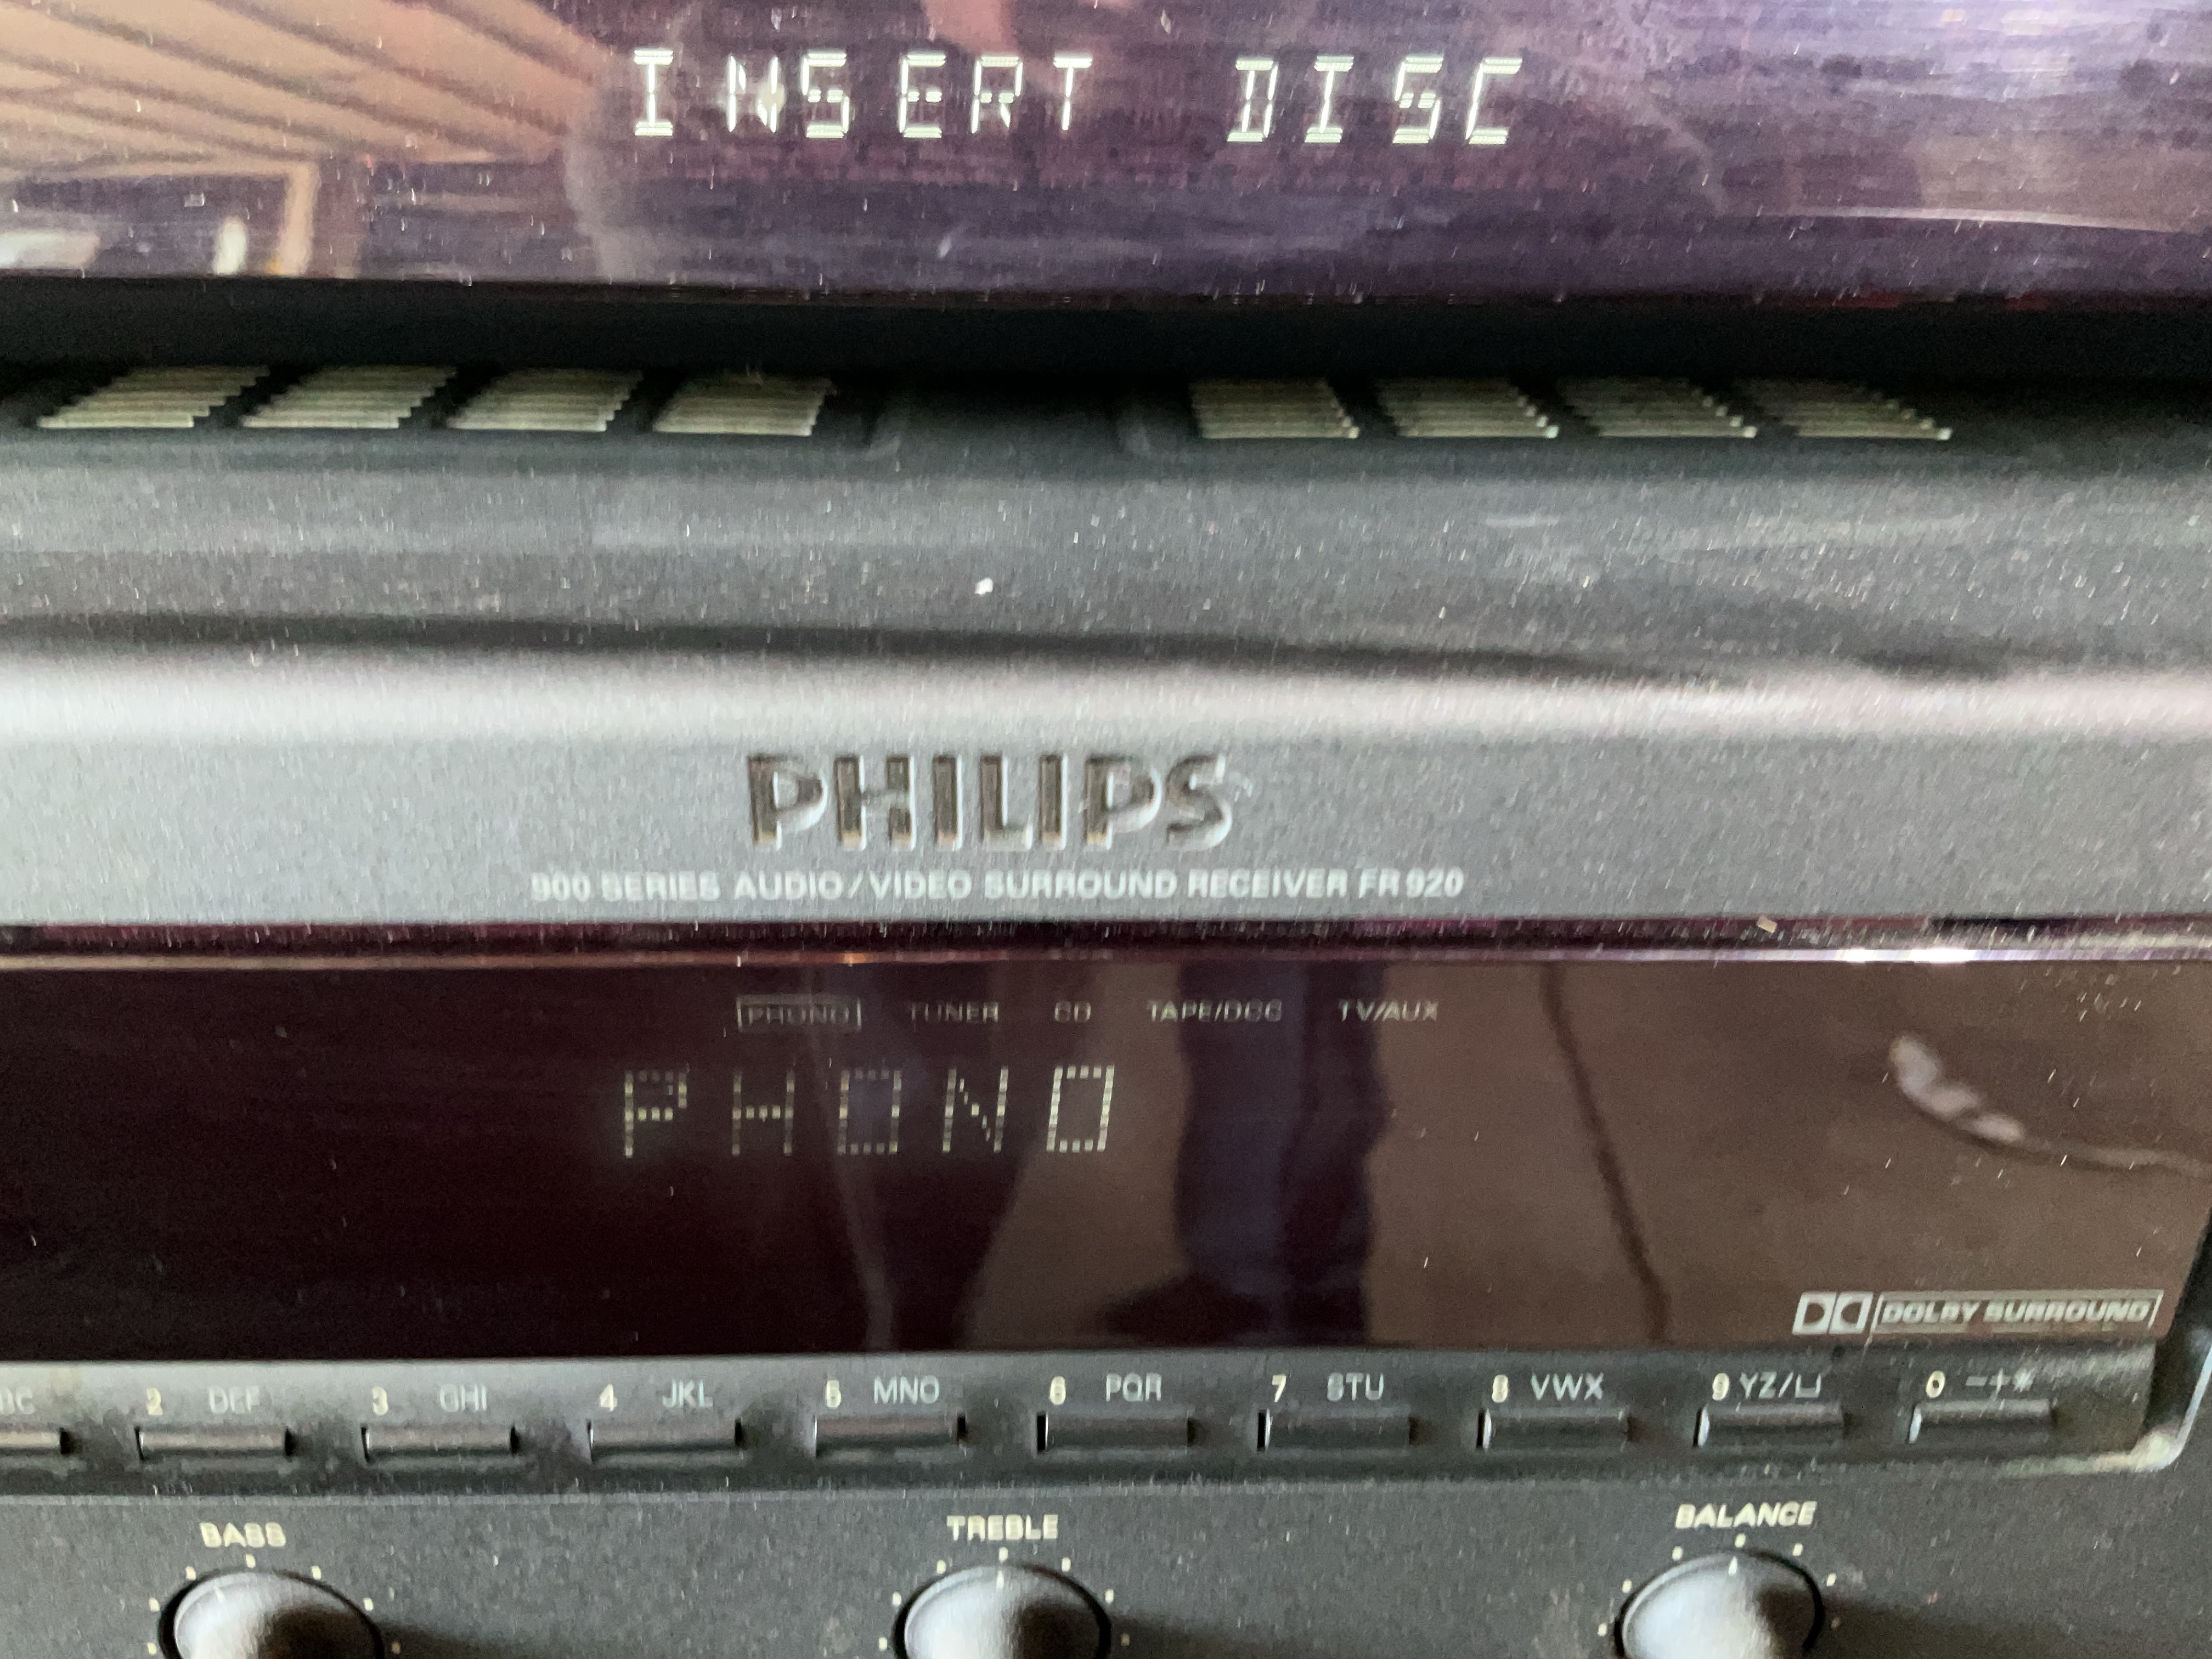 INSERT DISC
PHILIPS
900 SERIES AUDIO/VIDEO SURROUND RECEIVER FR920
PHONO TUNER CD TAPE/DCC TV/AUX
PHONO
DOLBY SURROUND
BC 2 DEF 3 GHI 4 JKL 5 MNO 6 PQR 7 STU 8 VWX 9 YZ/⊔ 0 -+*
BASS TREBLE BALANCE